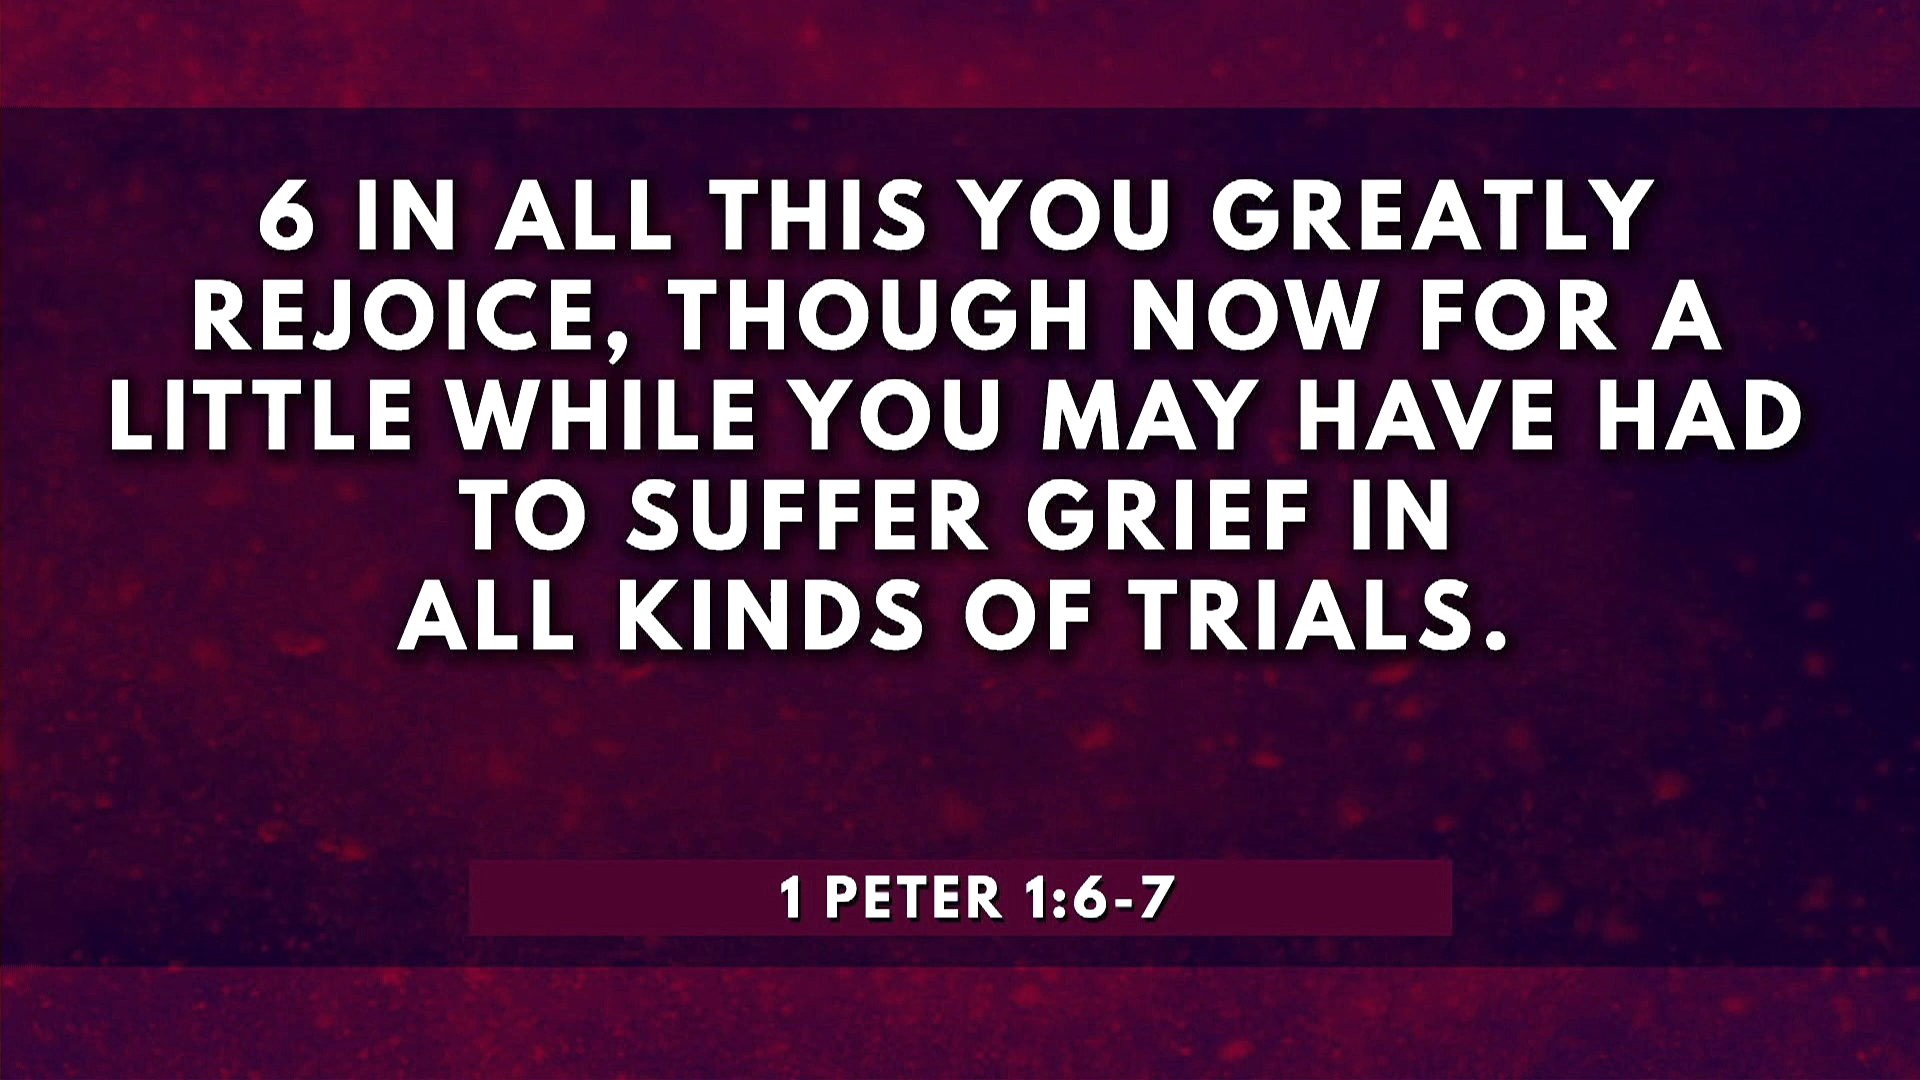 6 IN ALL THIS YOU GREATLY
REJOICE, THOUGH NOW FOR A
LITTLE WHILE YOU MAY HAVE HAD
TO SUFFER GRIEF IN
ALL KINDS OF TRIALS.
1 PETER 1:6-7